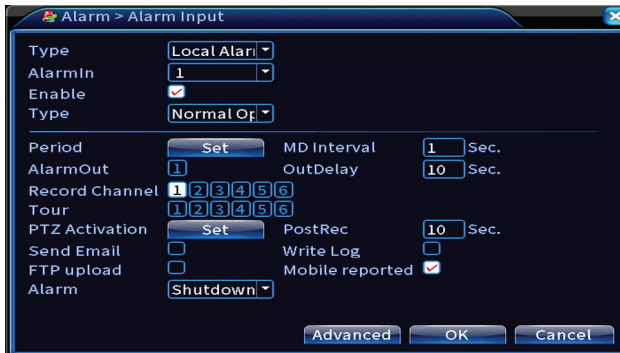 Alarm > Alarm Input
Type Local Alar
AlarmIn 1
Enable
Type Normal Op
Period Set MD Interval 1 Sec.
AlarmOut 1 OutDelay 10 Sec.
Record Channel 1 2 3 4 5 6
Tour 1 2 3 4 5 6
PTZ Activation Set PostRec 10 Sec.
Send Email Write Log
FTP upload Mobile reported
Alarm Shutdown
Advanced OK Cancel